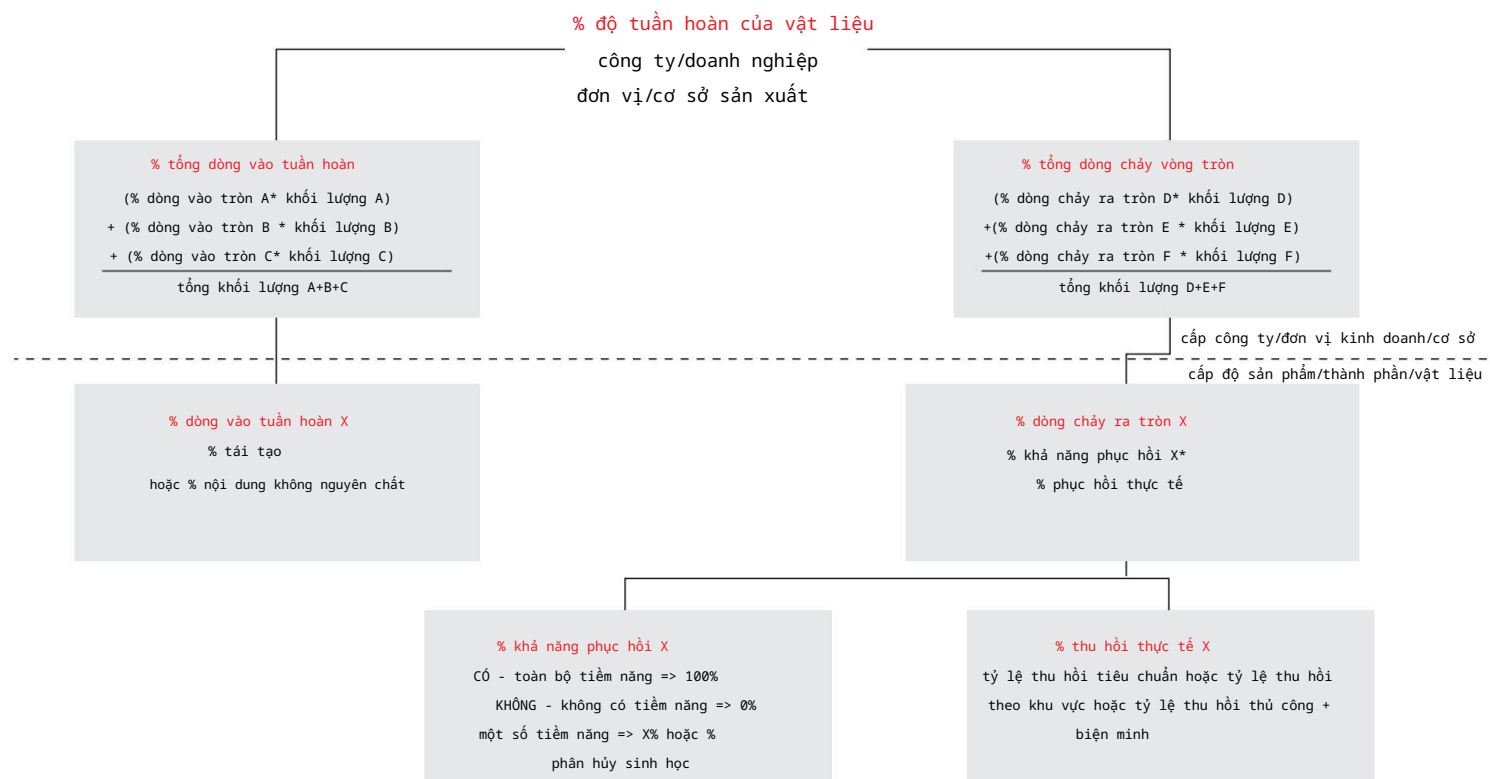 % độ tuần hoàn của vật liệu
công ty/doanh nghiệp
đơn vị/cơ sở sản xuất
% tổng dòng vào tuần hoàn
(% dòng vào tròn A* khối lượng A)
+ (% dòng vào tròn B * khối lượng B)
+ (% dòng vào tròn C* khối lượng C)
tổng khối lượng A+B+C
% tổng dòng chảy vòng tròn
(% dòng chảy ra tròn D* khối lượng D)
+(% dòng chảy ra tròn E * khối lượng E)
+(% dòng chảy ra tròn F * khối lượng F)
tổng khối lượng D+E+F
cấp công ty/đơn vị kinh doanh/cơ sở
cấp độ sản phẩm/thành phần/vật liệu
% dòng vào tuần hoàn X
% tái tạo
hoặc % nội dung không nguyên chất
% dòng chảy ra tròn X
% khả năng phục hồi X*
% phục hồi thực tế
% khả năng phục hồi X
CÓ - toàn bộ tiềm năng => 100%
KHÔNG - không có tiềm năng => 0%
một số tiềm năng => X% hoặc %
phân hủy sinh học
% thu hồi thực tế X
tỷ lệ thu hồi tiêu chuẩn hoặc tỷ lệ thu hồi
theo khu vực hoặc tỷ lệ thu hồi thủ công +
biện minh